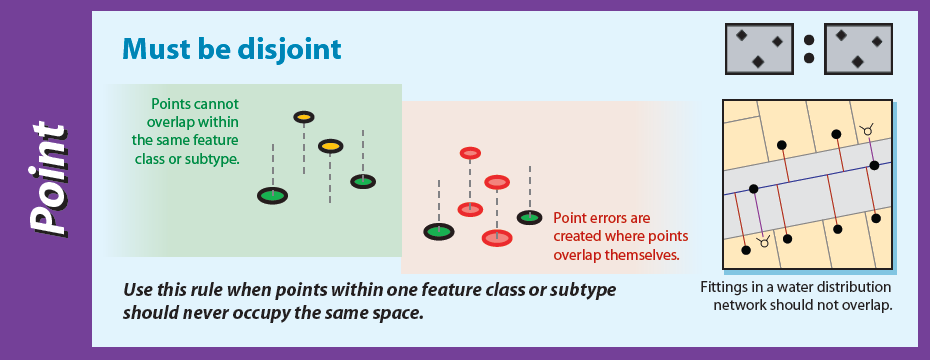 Point
Must be disjoint
Points cannot
overlap within
the same feature
class or subtype.
Point errors are
created where points
overlap themselves.
Use this rule when points within one feature class or subtype
should never occupy the same space.
Fittings in a water distribution
network should not overlap.